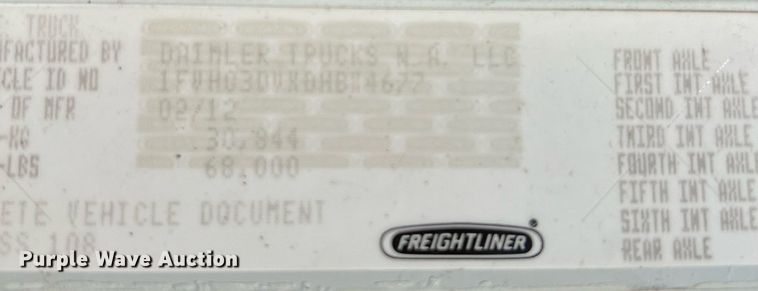 TRUCK
FACTURED BY DAIMLER TRUCKS N.A. LLC
CLE ID NO
OF MFR 02/12
-KG 30,844
-LBS 68,000
ETE VEHICLE DOCUMENT
SS 108
FRONT AXLE
FIRST INT AXLE
SECOND INT AXLE
THIRD INT AXLE
FOURTH INT AXLE
FIFTH INT AXLE
SIXTH INT AXLE
REAR AXLE
FREIGHTLINER
Purple Wave Auction